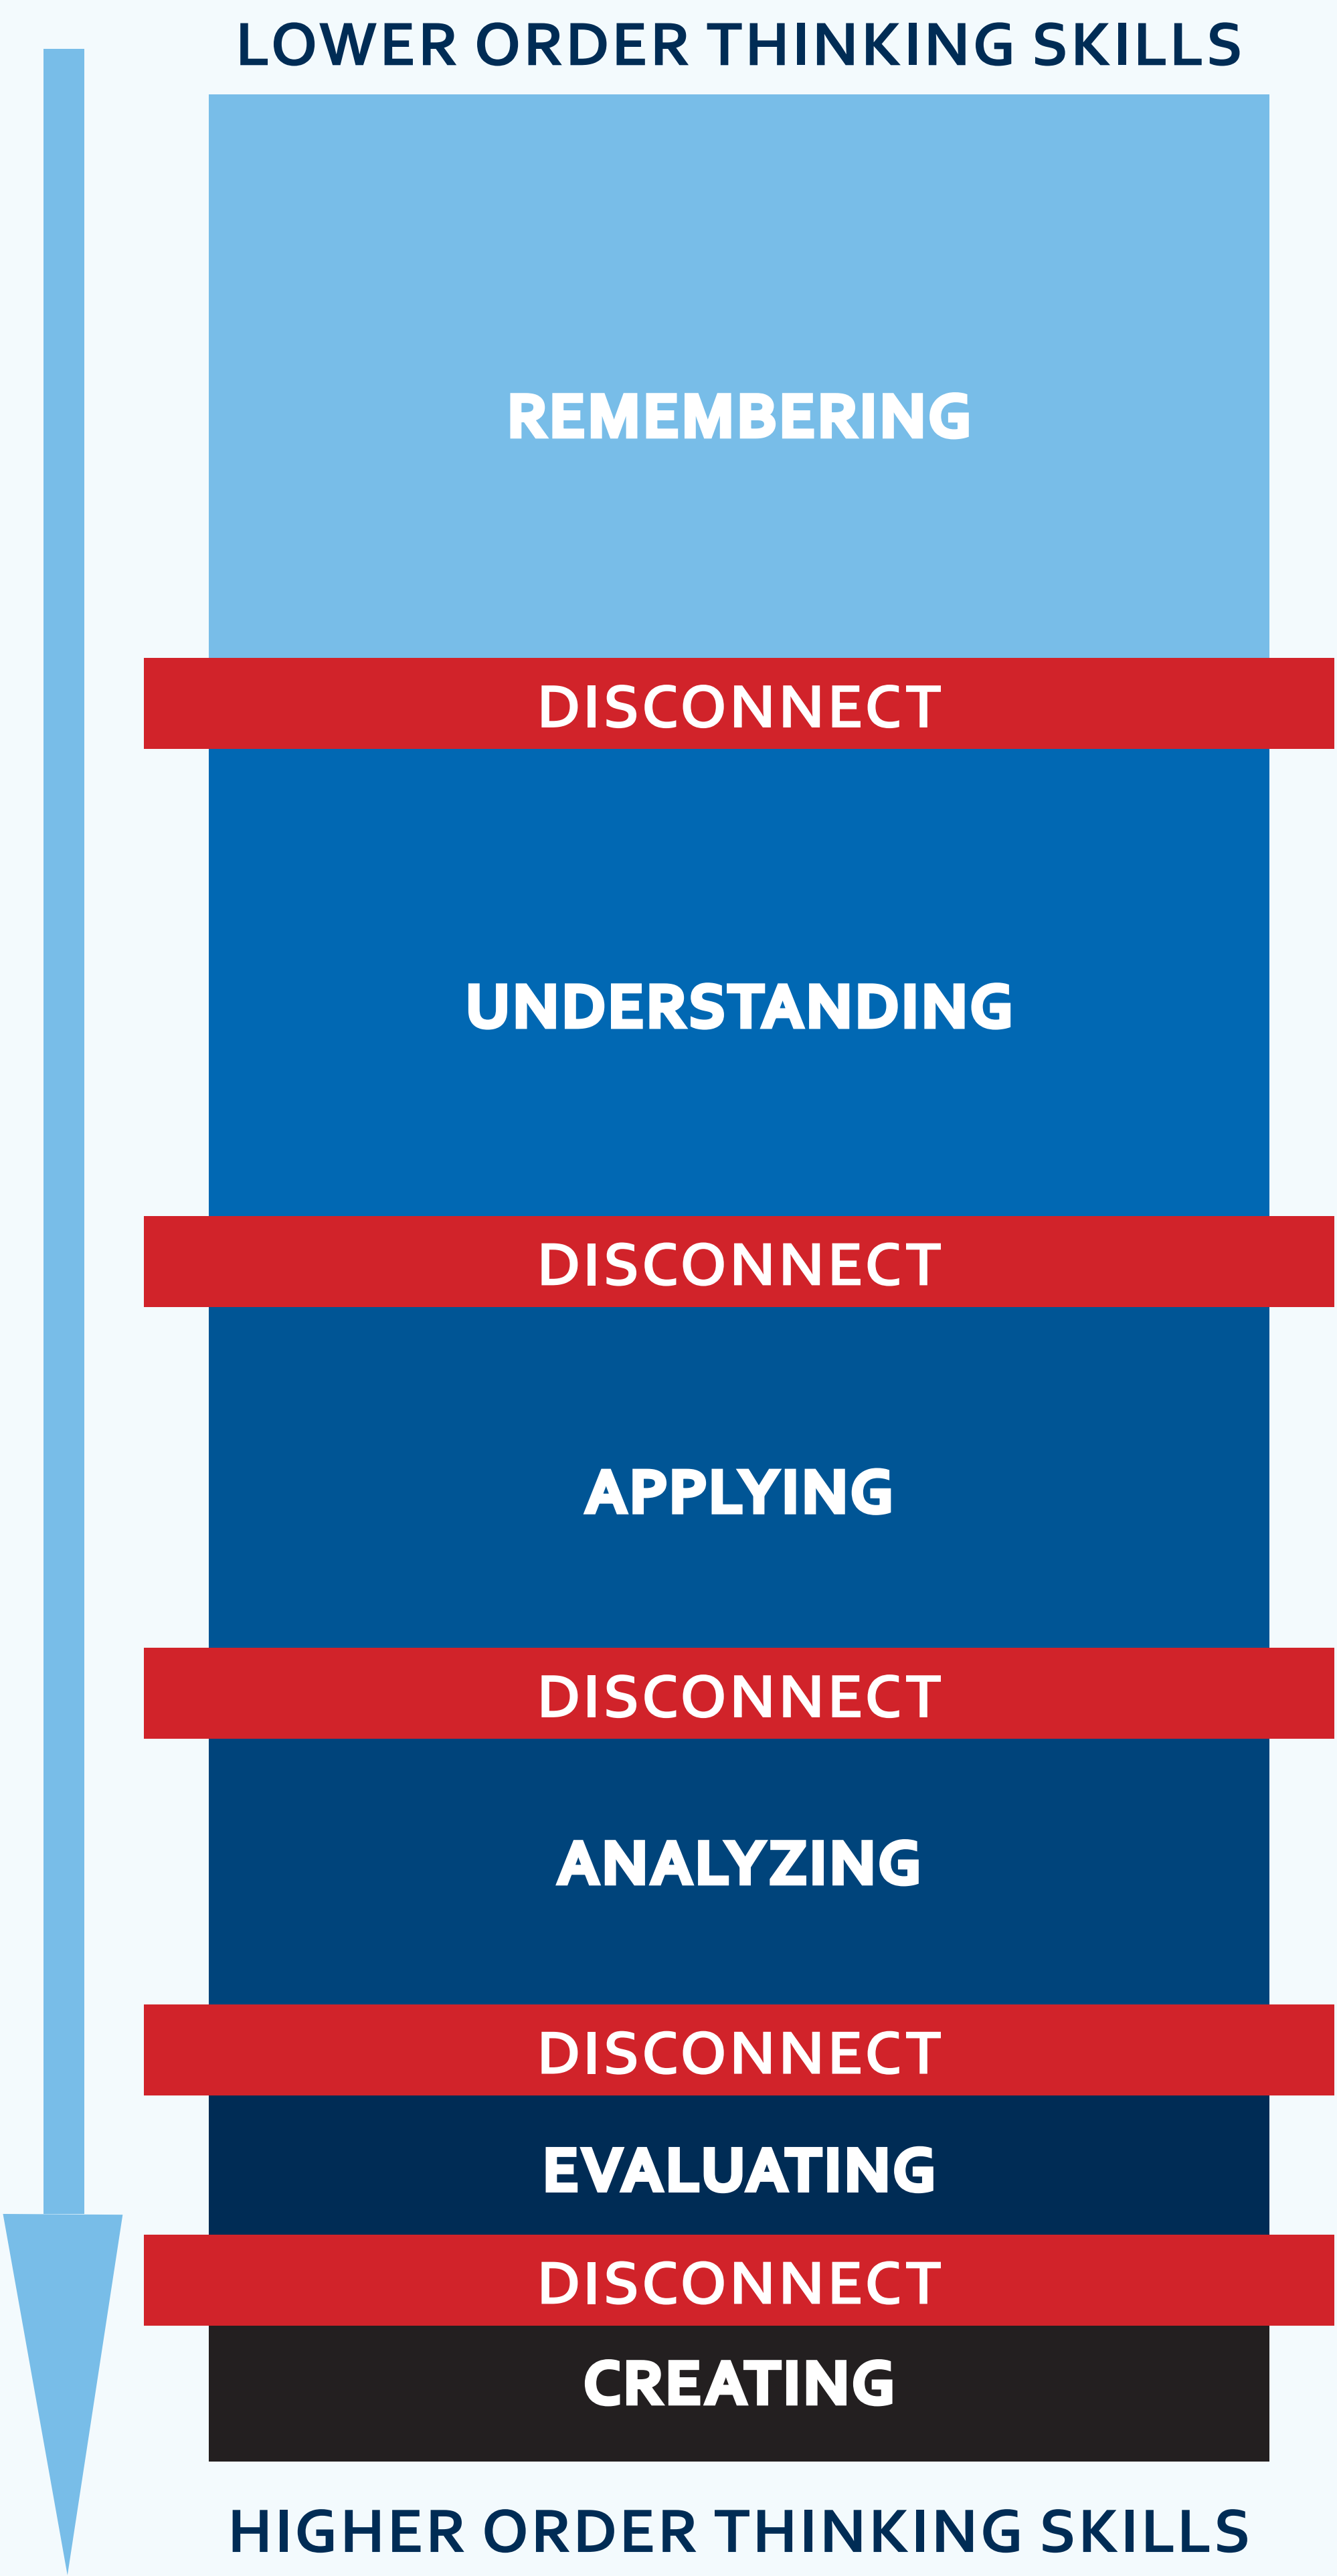 LOWER ORDER THINKING SKILLS
REMEMBERING
DISCONNECT
UNDERSTANDING
DISCONNECT
APPLYING
DISCONNECT
ANALYZING
DISCONNECT
EVALUATING
DISCONNECT
CREATING
HIGHER ORDER THINKING SKILLS